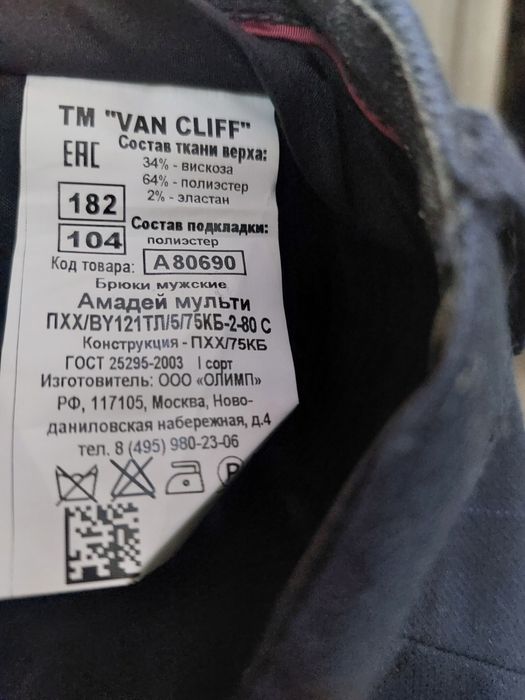 ТМ "VAN CLIFF"
ЕАС Состав ткани верха:
34% - вискоза
64% - полиэстер
2% - эластан
182
Состав подкладки:
104 полиэстер
Код товара: А80690
Брюки мужские
Амадей мульти
ПХХ/BY121ТЛ/5/75КБ-2-80 С
Конструкция - ПХХ/75КБ
ГОСТ 25295-2003 I сорт
Изготовитель: ООО «ОЛИМП»
РФ, 117105, Москва, Ново-
даниловская набережная, д.4
тел. 8 (495) 980-23-06
P